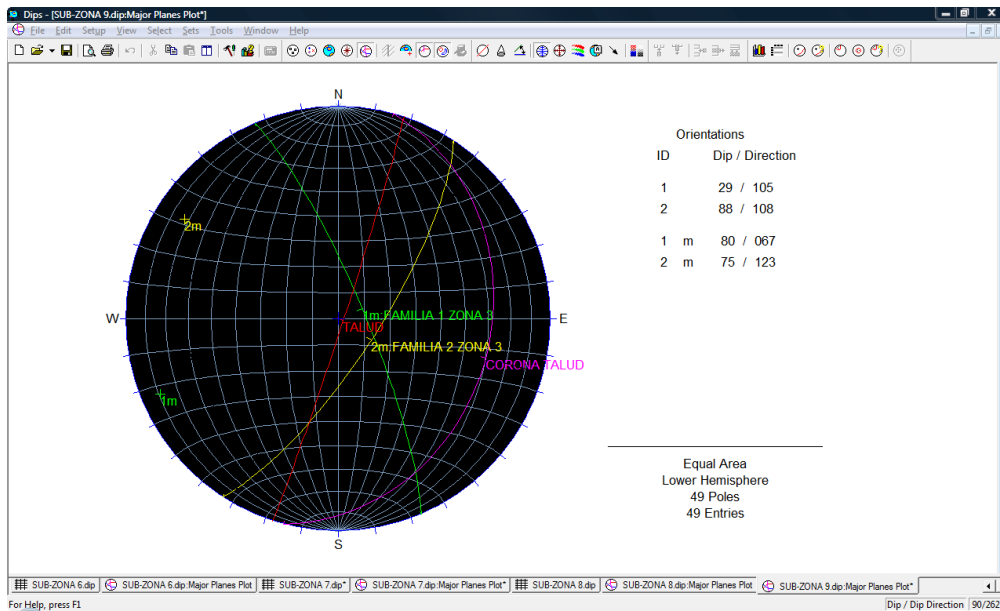 Dips - [SUB-ZONA 9.dip:Major Planes Plot*]
File Edit Setup View Select Sets Tools Window Help
N
Orientations
ID Dip / Direction
1 29 / 105
2 88 / 108
1 m 80 / 067
2 m 75 / 123
2m
W
E
1m:FAMILIA 1 ZONA 3
TALUD
2m:FAMILIA 2 ZONA 3
CORONA TALUD
1m
S
Equal Area
Lower Hemisphere
49 Poles
49 Entries
SUB-ZONA 6.dip SUB-ZONA 6.dip:Major Planes Plot SUB-ZONA 7.dip* SUB-ZONA 7.dip:Major Planes Plot* SUB-ZONA 8.dip SUB-ZONA 8.dip:Major Planes Plot SUB-ZONA 9.dip:Major Planes Plot*
For Help, press F1 Dip / Dip Direction 90/262